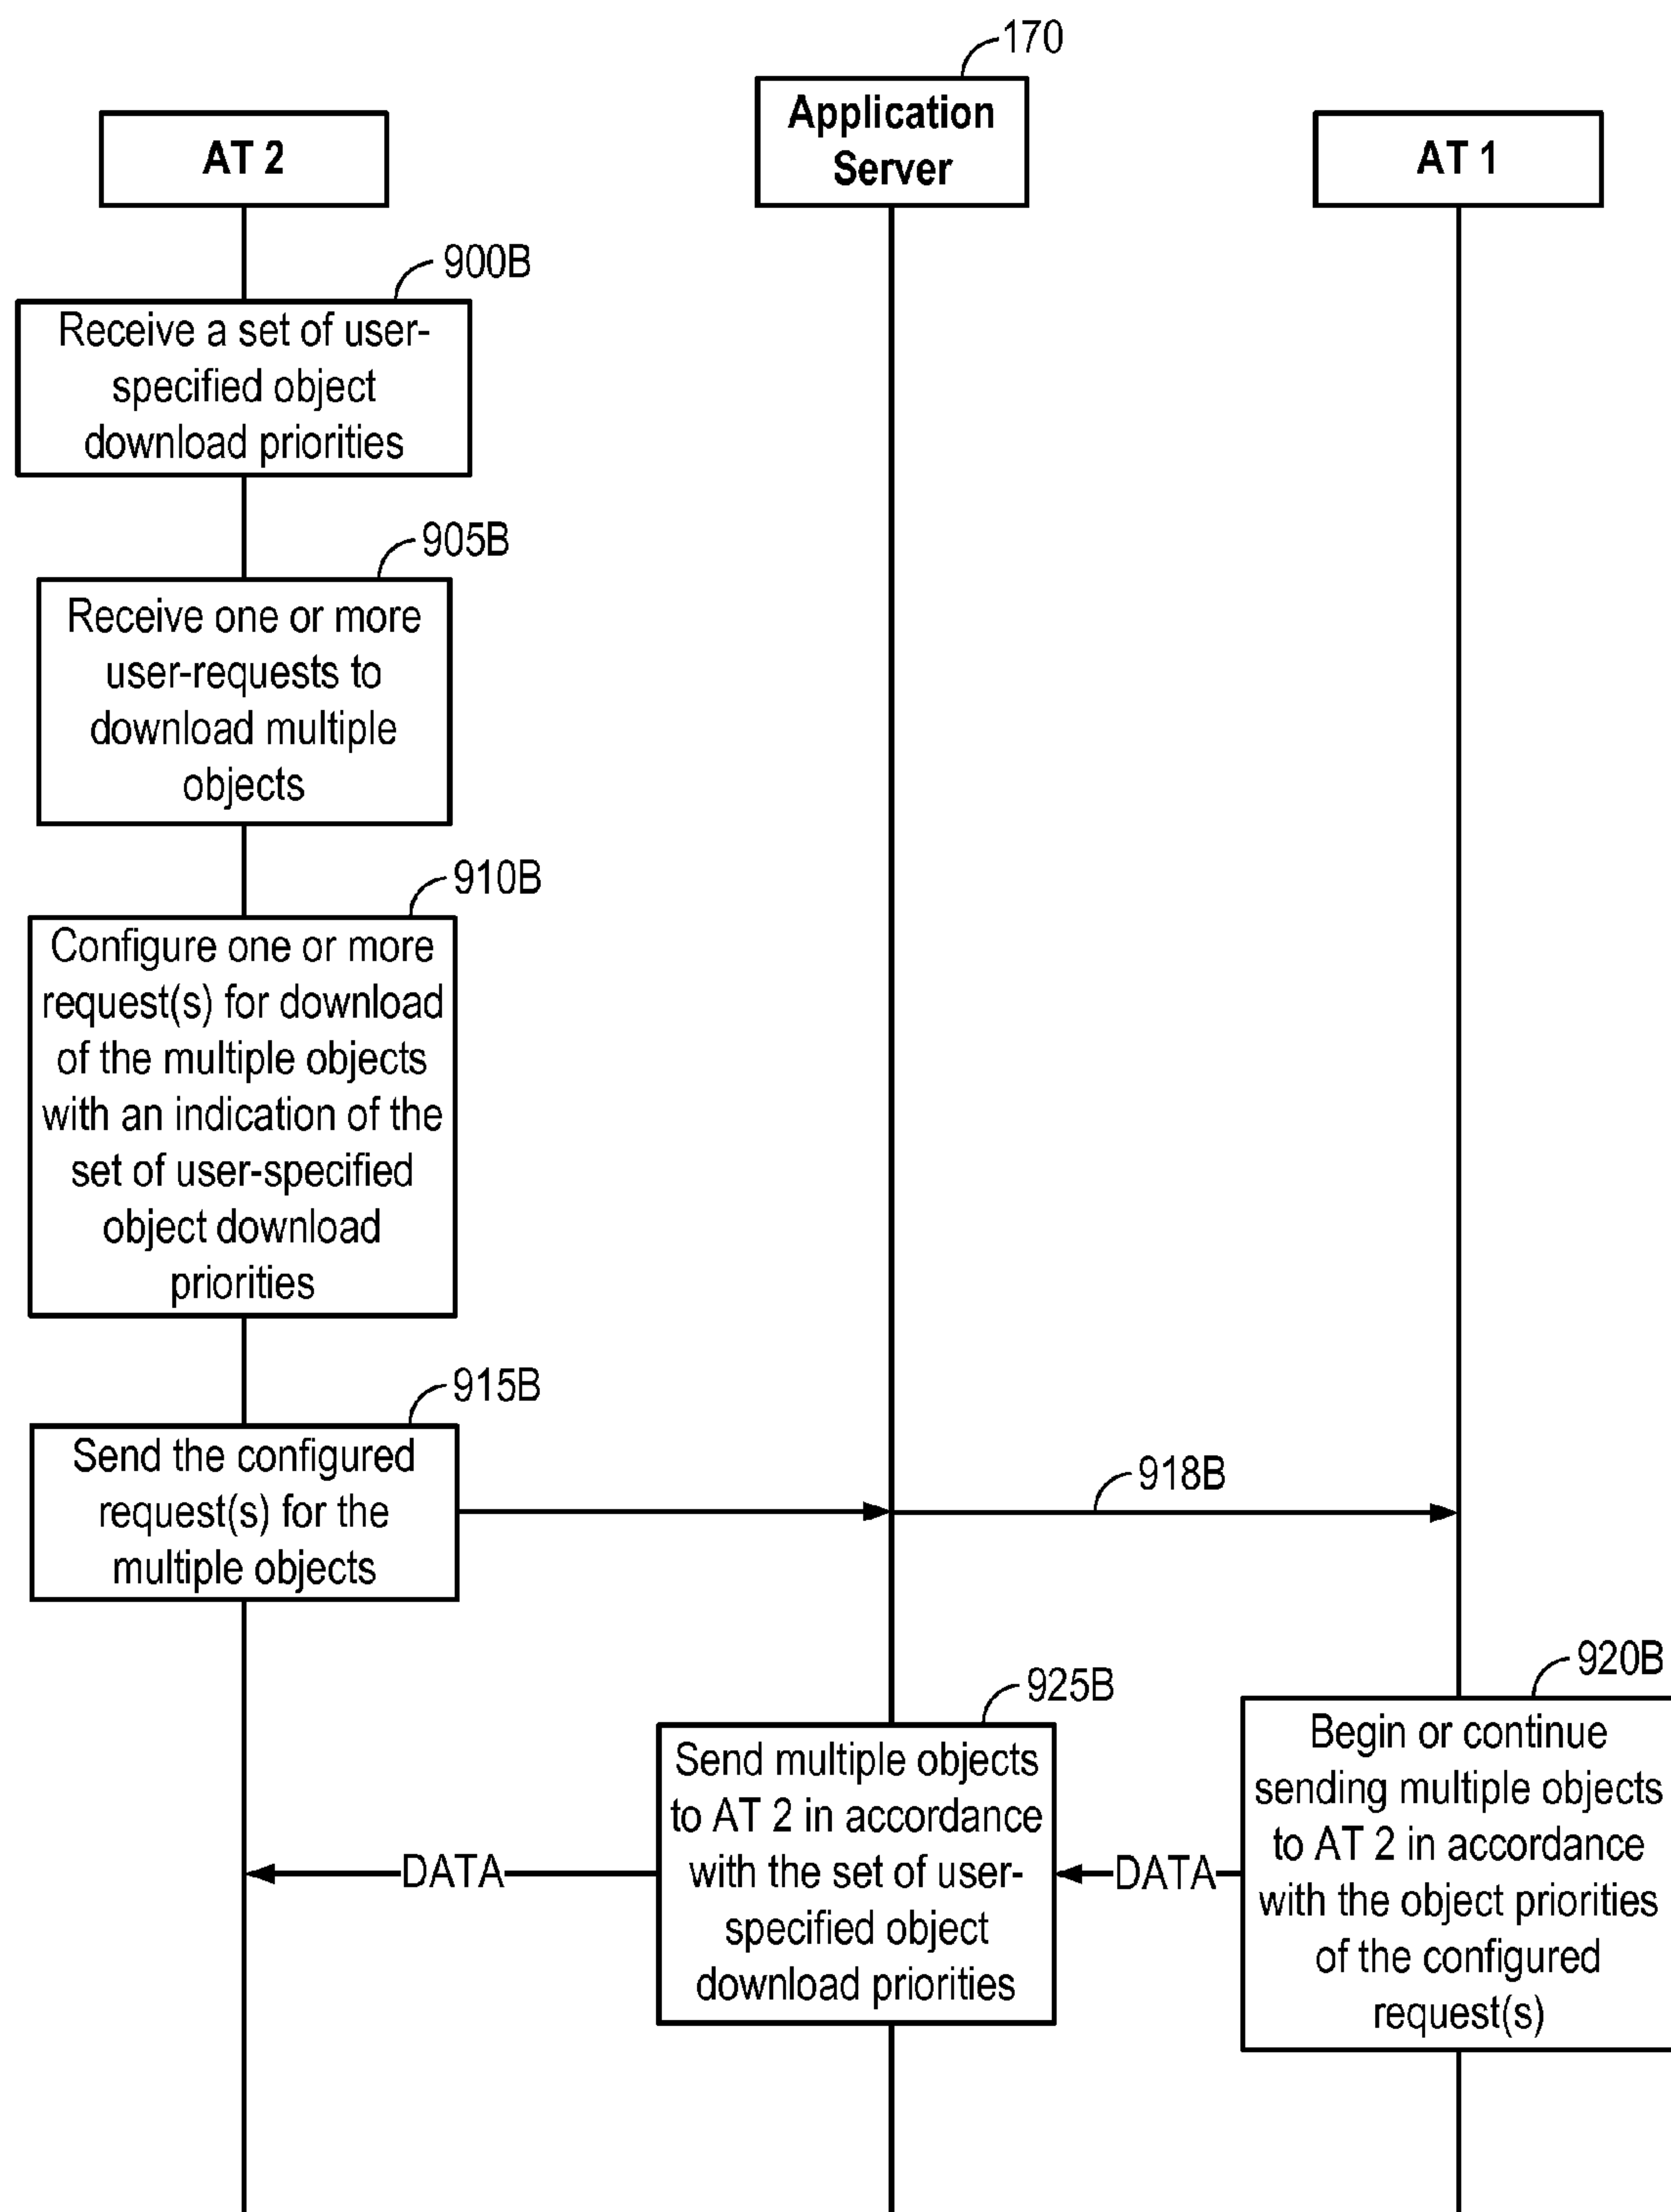 170
Application
Server
AT 2
AT 1
900B
Receive a set of user-
specified object
download priorities
905B
Receive one or more
user-requests to
download multiple
objects
910B
Configure one or more
request(s) for download
of the multiple objects
with an indication of the
set of user-specified
object download
priorities
915B
Send the configured
request(s) for the
multiple objects
918B
920B
Begin or continue
sending multiple objects
to AT 2 in accordance
with the object priorities
of the configured
request(s)
925B
Send multiple objects
to AT 2 in accordance
with the set of user-
specified object
download priorities
DATA
DATA